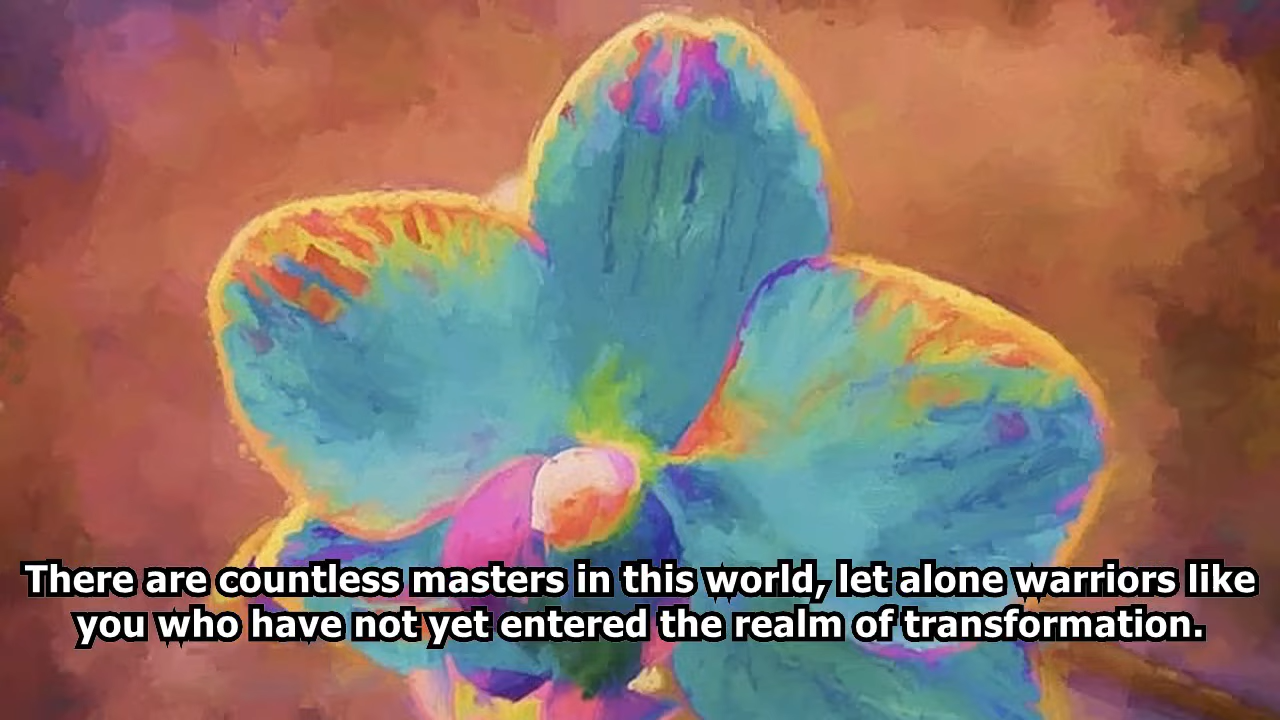 There are countless masters in this world, let alone warriors like
you who have not yet entered the realm of transformation.